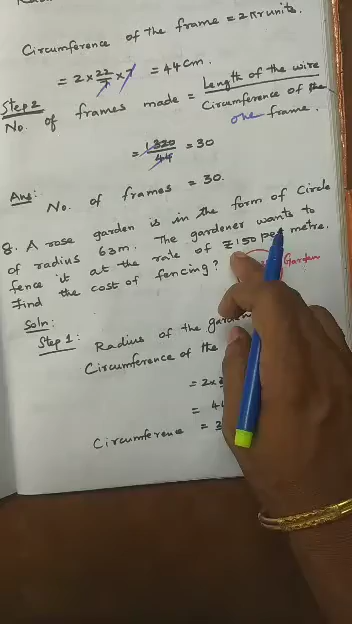 Circumference of the frame = 2πr units.
= 2 × 22/7 × 7 = 44 cm.
Step 2
No. of frames made = Length of the wire / Circumference of the one frame.
= 1320/44 = 30
Ans:
No. of frames = 30.
8. A rose garden is in the form of Circle
of radius 63m. The gardener wants to
fence it at the rate of ₹150 per metre.
Find the cost of fencing?
Garden
Soln:
Step 1: Radius of the
Circumference of the
= 2×
=
Circumference =